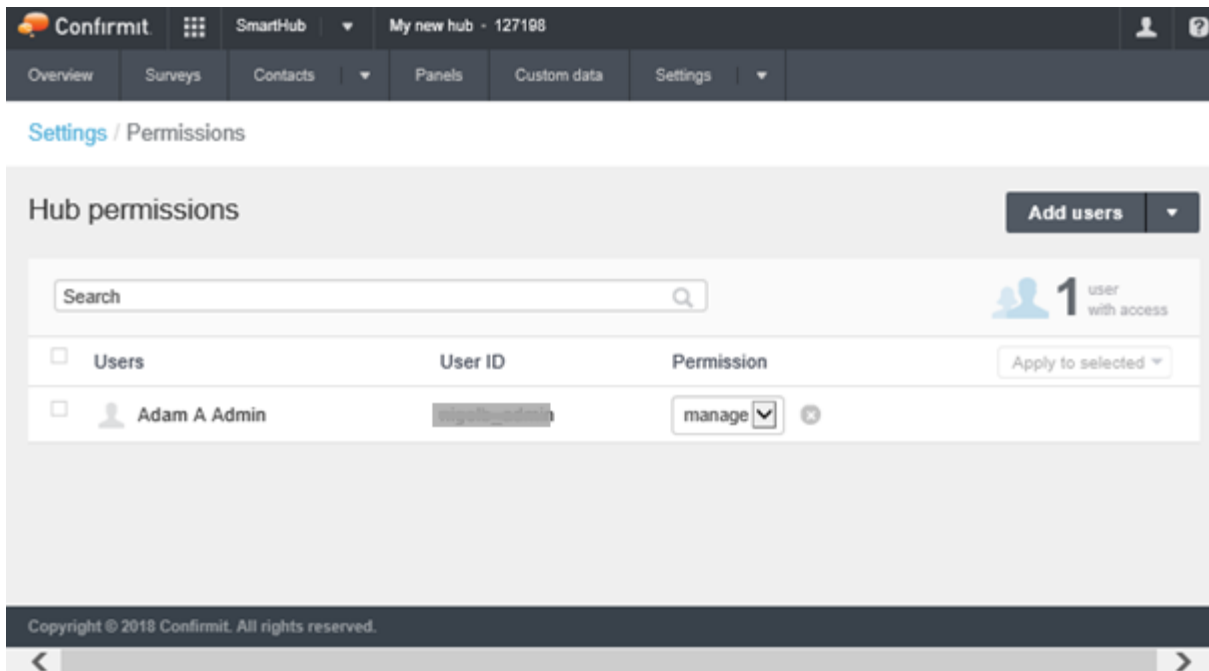 Confirmit. SmartHub My new hub - 127198
Overview Surveys Contacts Panels Custom data Settings
Settings / Permissions
Hub permissions
Add users
Search
1 user with access
Users User ID Permission Apply to selected
Adam A Admin manage
Copyright © 2018 Confirmit. All rights reserved.